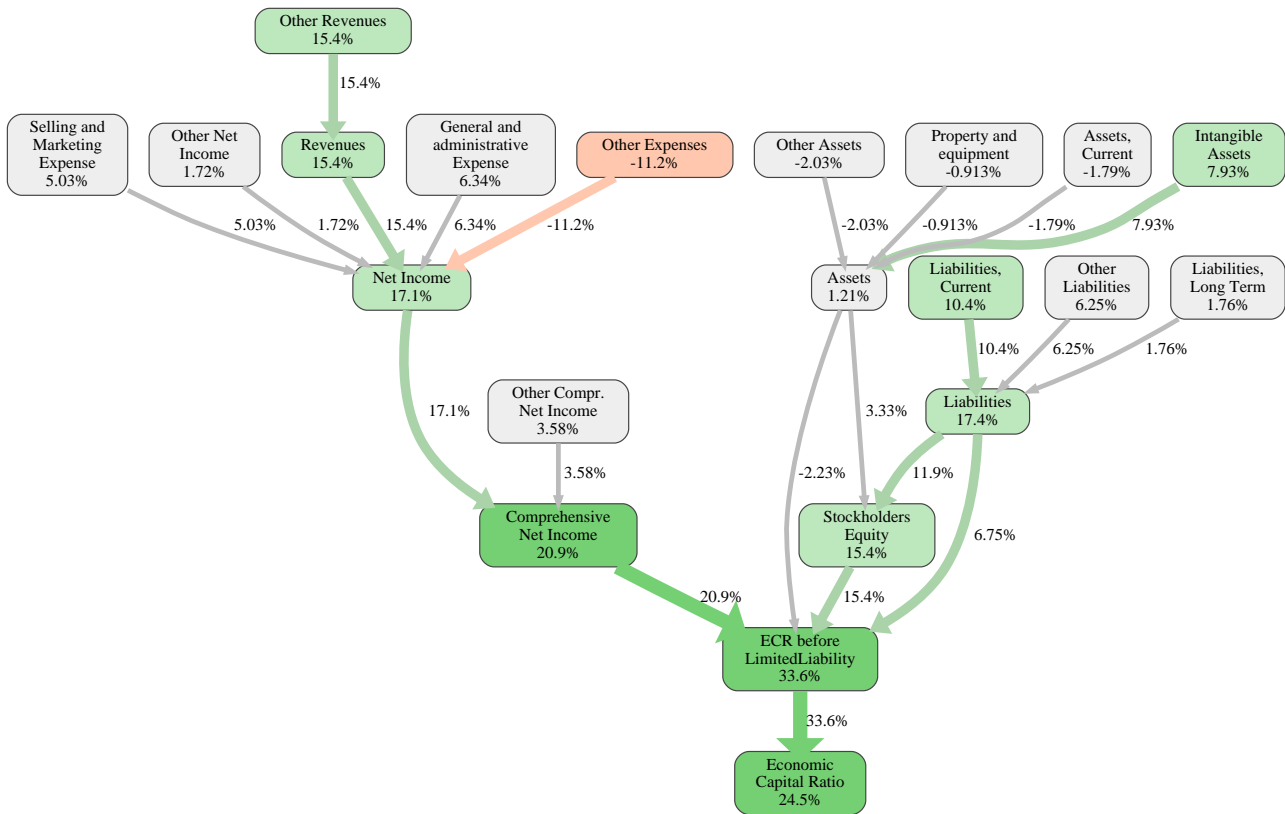 Other Revenues
15.4%
15.4%
Selling and
Marketing
Expense
5.03%
Other Net
Income
1.72%
Revenues
15.4%
General and
administrative
Expense
6.34%
Other Expenses
-11.2%
Other Assets
-2.03%
Property and
equipment
-0.913%
Assets,
Current
-1.79%
Intangible
Assets
7.93%
5.03%
1.72%
15.4%
6.34%
-11.2%
-2.03%
-0.913%
-1.79%
7.93%
Net Income
17.1%
Assets
1.21%
Liabilities,
Current
10.4%
Other
Liabilities
6.25%
Liabilities,
Long Term
1.76%
10.4%
6.25%
1.76%
17.1%
Other Compr.
Net Income
3.58%
3.33%
Liabilities
17.4%
3.58%
-2.23%
11.9%
Comprehensive
Net Income
20.9%
Stockholders
Equity
15.4%
6.75%
20.9%
15.4%
ECR before
LimitedLiability
33.6%
33.6%
Economic
Capital Ratio
24.5%